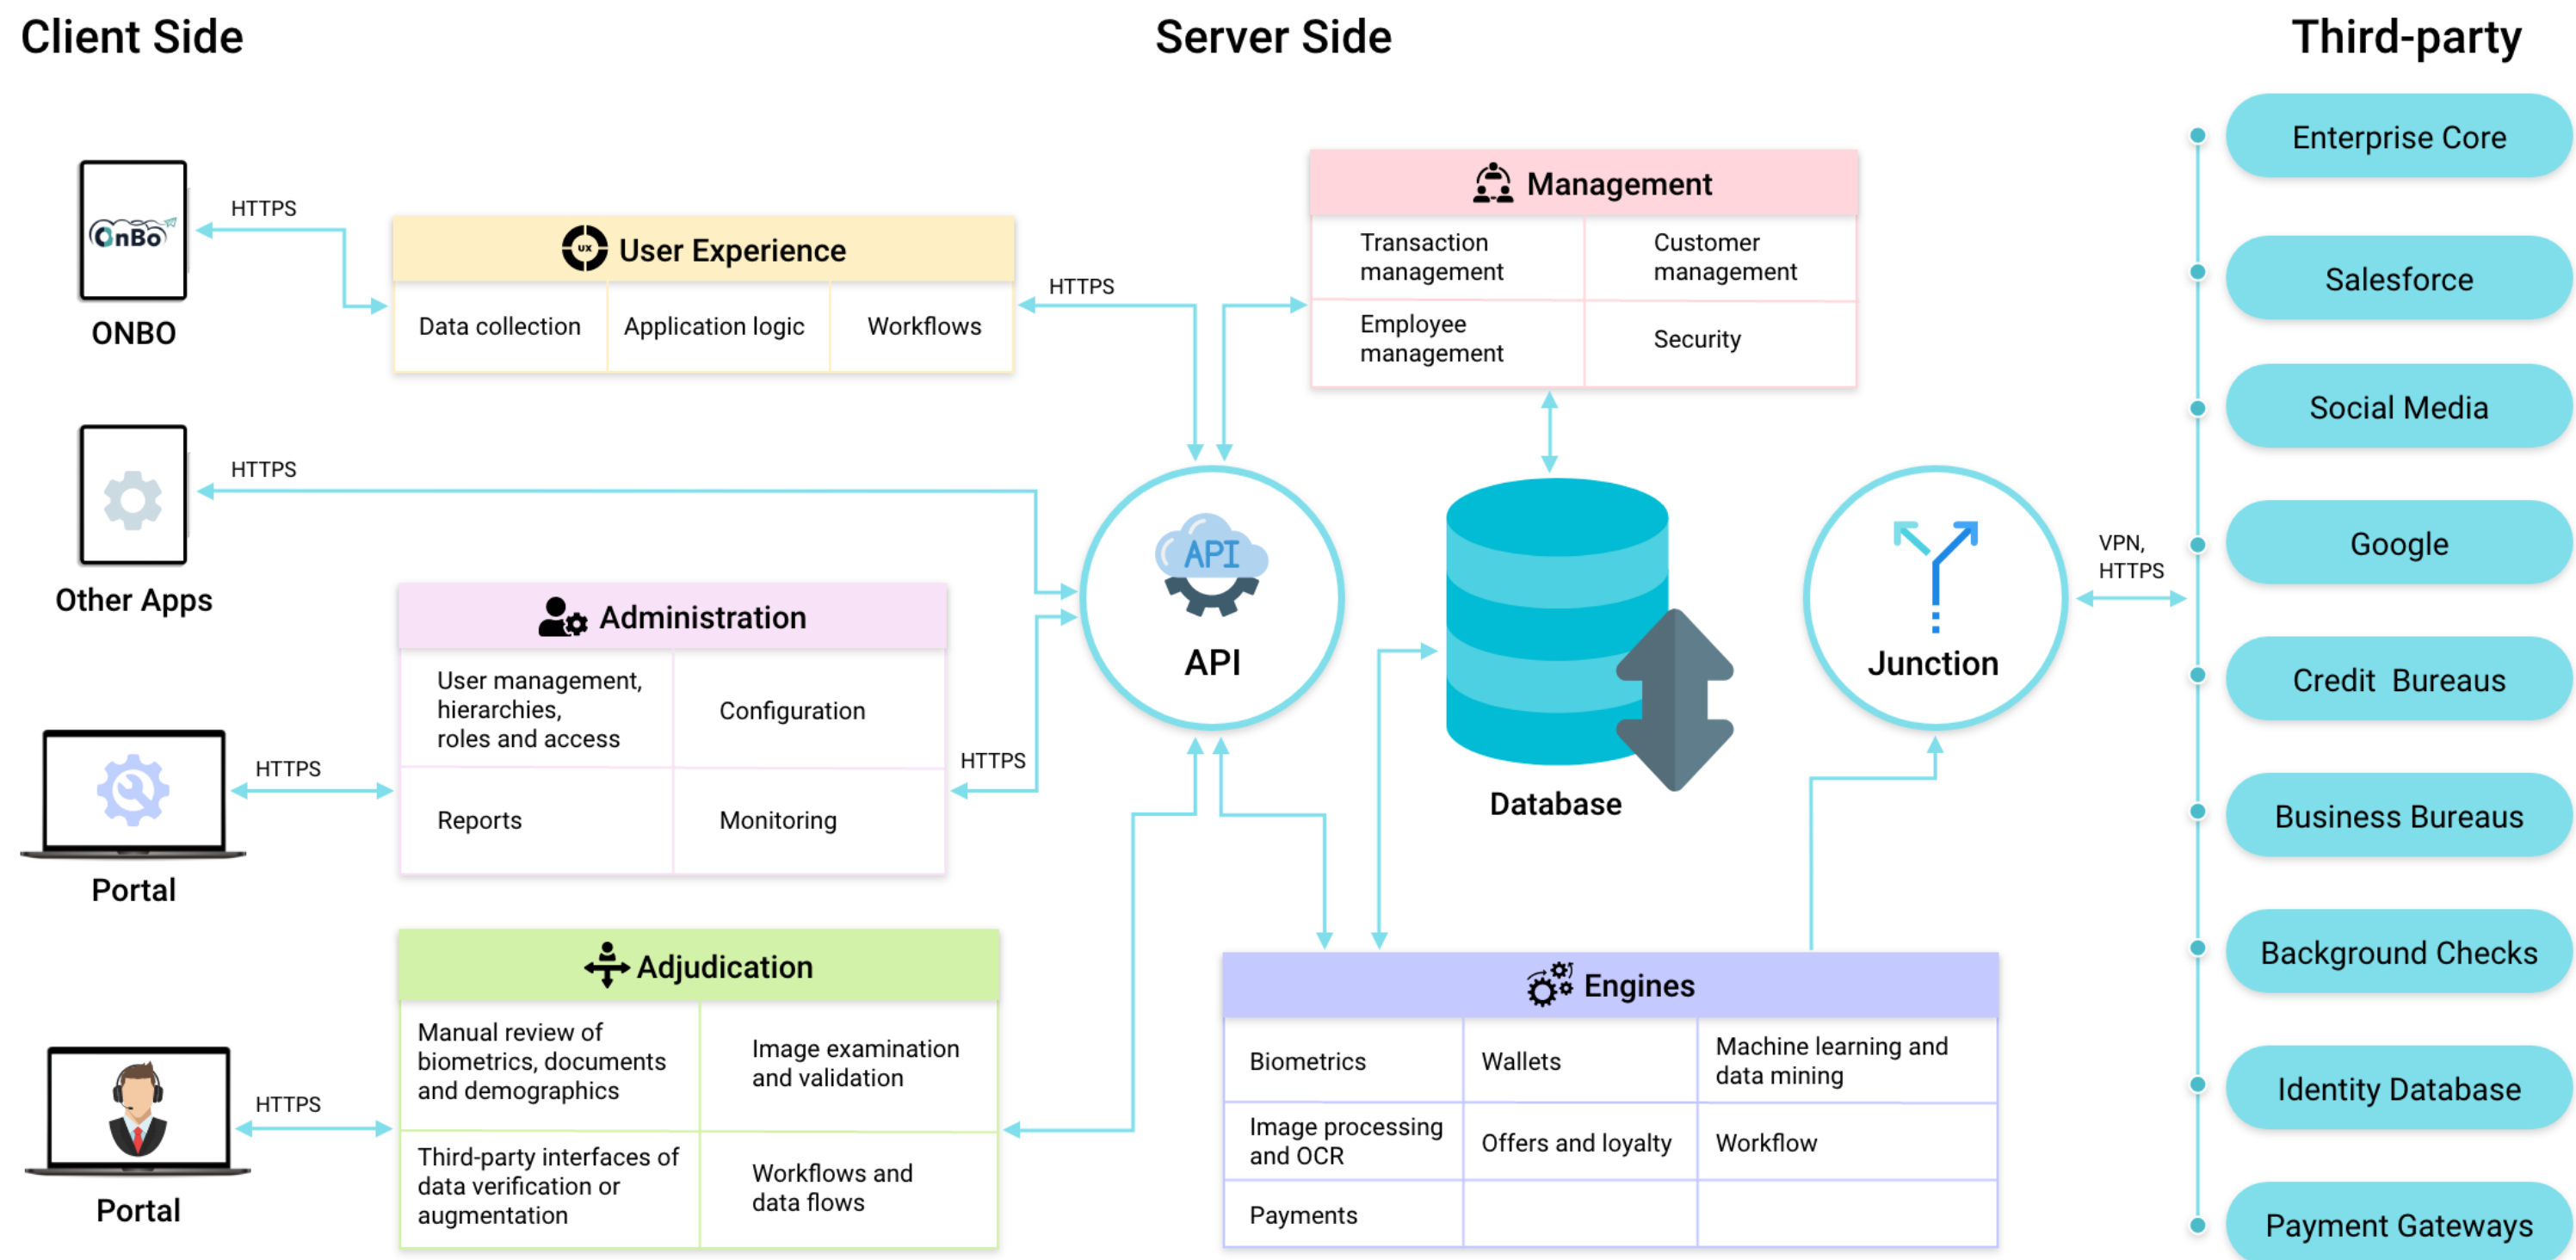 Client Side
Server Side
Third-party
OnBo
ONBO
HTTPS
UX
User Experience
Data collection
Application logic
Workflows
HTTPS
Management
Transaction
management
Customer
management
Employee
management
Security
Other Apps
HTTPS
Administration
User management,
hierarchies,
roles and access
Configuration
Reports
Monitoring
HTTPS
Portal
HTTPS
API
API
Database
Junction
VPN,
HTTPS
Adjudication
Manual review of
biometrics, documents
and demographics
Image examination
and validation
Third-party interfaces of
data verification or
augmentation
Workflows and
data flows
Portal
HTTPS
Engines
Biometrics
Wallets
Machine learning and
data mining
Image processing
and OCR
Offers and loyalty
Workflow
Payments
Enterprise Core
Salesforce
Social Media
Google
Credit  Bureaus
Business Bureaus
Background Checks
Identity Database
Payment Gateways